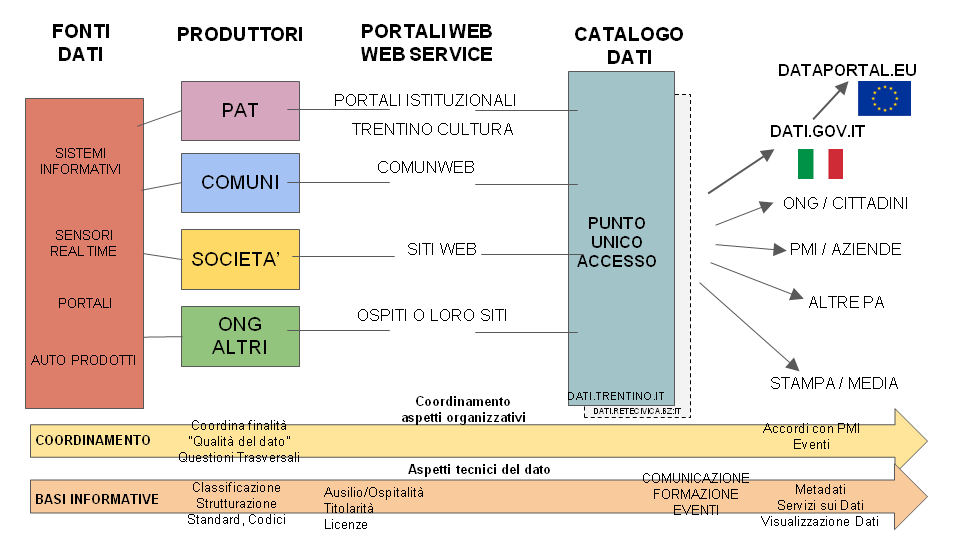 FONTI
DATI
PRODUTTORI
PORTALI WEB
WEB SERVICE
CATALOGO
DATI
DATAPORTAL.EU
DATI.GOV.IT
SISTEMI
INFORMATIVI
SENSORI
REAL TIME
PORTALI
AUTO PRODOTTI
PAT
COMUNI
SOCIETA’
ONG
ALTRI
PORTALI ISTITUZIONALI
TRENTINO CULTURA
COMUNWEB
SITI WEB
OSPITI O LORO SITI
PUNTO
UNICO
ACCESSO
DATI.TRENTINO.IT
DATI.RETECIVICA.BZ.IT
ONG / CITTADINI
PMI / AZIENDE
ALTRE PA
STAMPA / MEDIA
Coordinamento
aspetti organizzativi
COORDINAMENTO
Coordina finalità
"Qualità del dato"
Questioni Trasversali
Accordi con PMI
Eventi
Aspetti tecnici del dato
BASI INFORMATIVE
Classificazione
Strutturazione
Standard, Codici
Ausilio/Ospitalità
Titolarità
Licenze
COMUNICAZIONE
FORMAZIONE
EVENTI
Metadati
Servizi sui Dati
Visualizzazione Dati